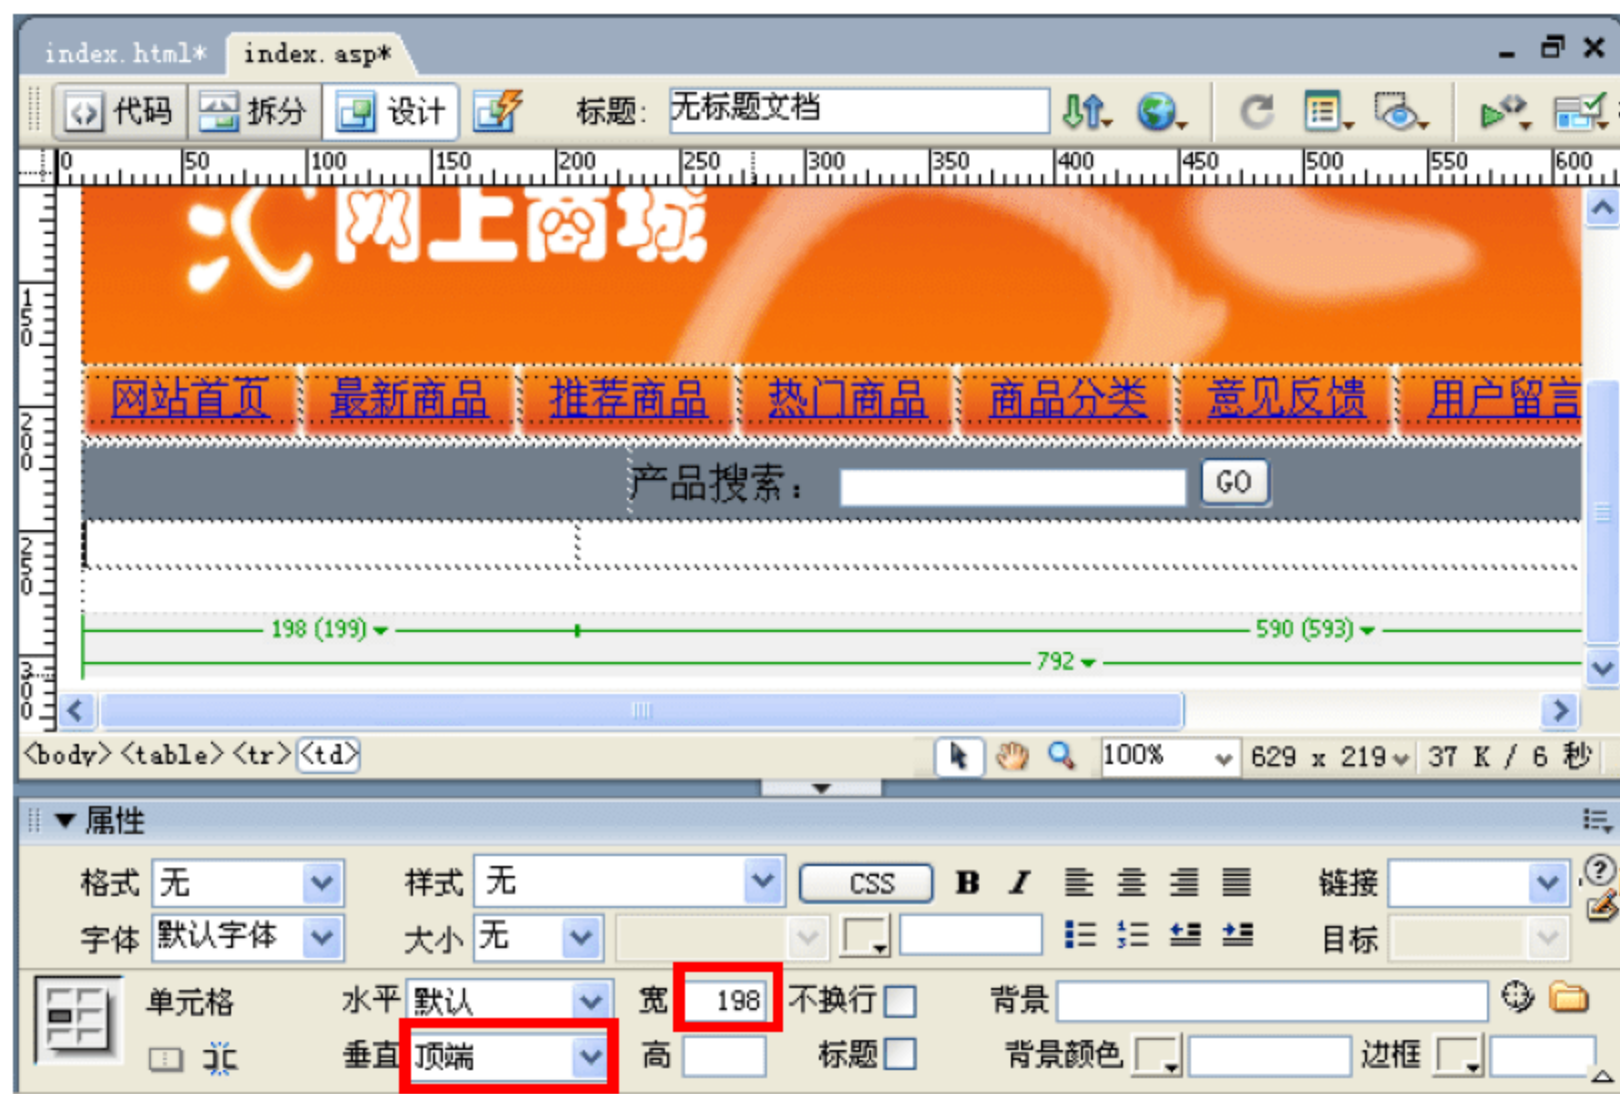 index.html* index.asp*
代码 拆分 设计 标题: 无标题文档
0 50 100 150 200 250 300 350 400 450 500 550 600
汇网上商城
150
网站首页 最新商品 推荐商品 热门商品 商品分类 意见反馈 用户留言
200
产品搜索: GO
250
198 (199) 590 (593)
792
300
<body> <table> <tr> <td> 100% 629 x 219 37 K / 6 秒
属性
格式 无 样式 无 CSS B I 链接
字体 默认字体 大小 无 目标
单元格 水平 默认 宽 198 不换行 背景
垂直 顶端 高 标题 背景颜色 边框